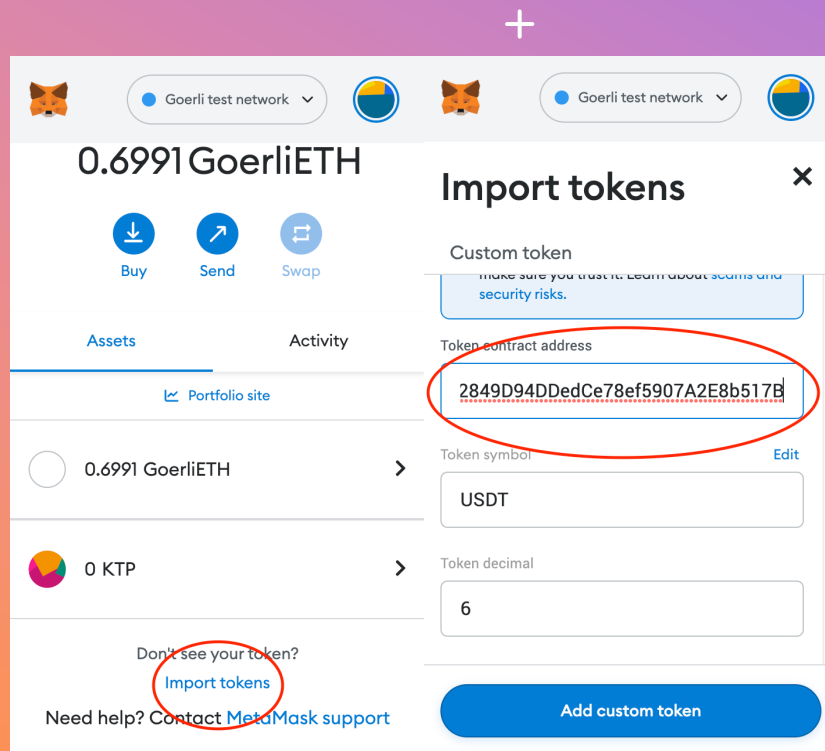 Goerli test network
0.6991 GoerliETH
Buy
Send
Swap
Assets
Activity
Portfolio site
0.6991 GoerliETH
0 KTP
Don't see your token?
Import tokens
Need help? Contact MetaMask support
Goerli test network
Import tokens
Custom token
make sure you trust it. Learn about scams and
security risks.
Token contract address
2849D94DDedCe78ef5907A2E8b517B
Token symbol
Edit
USDT
Token decimal
6
Add custom token